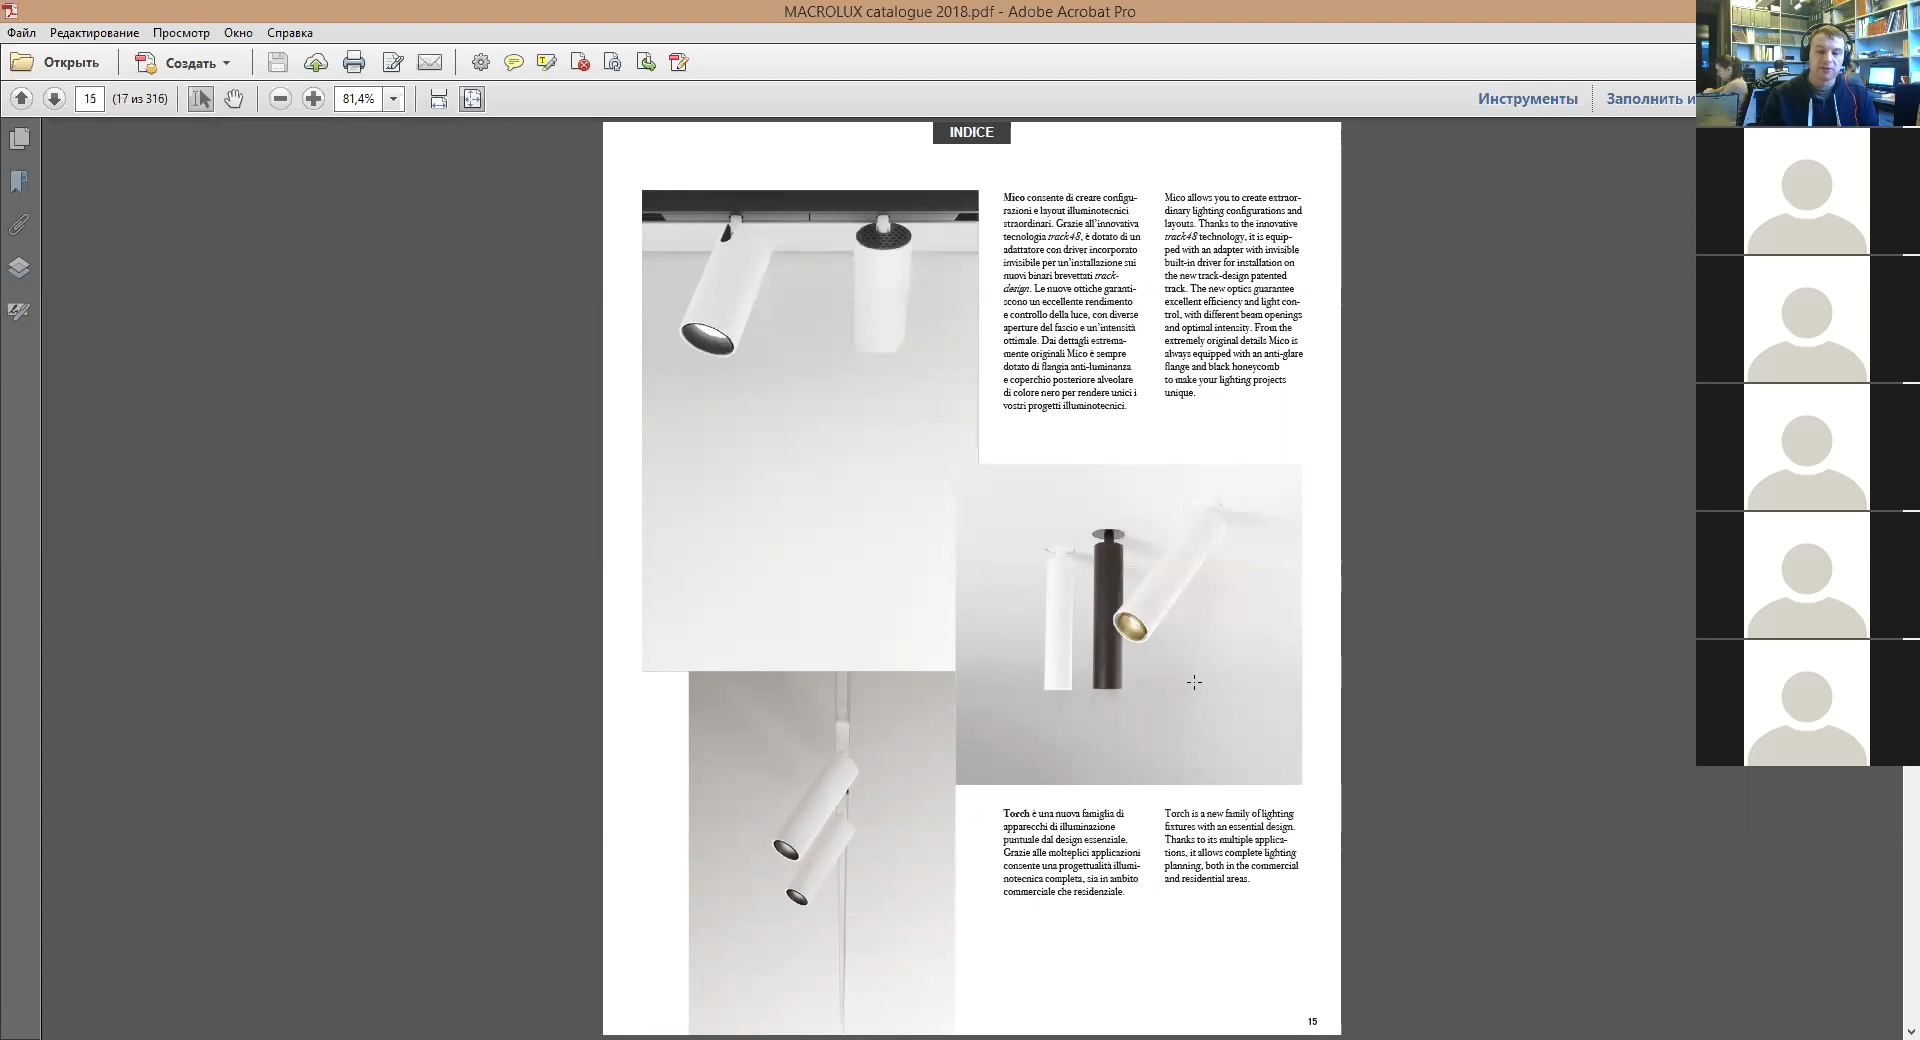 MACROLUX catalogue 2018.pdf - Adobe Acrobat Pro
Файл Редактирование Просмотр Окно Справка
Открыть Создать
15 (17 из 316) 81,4% Инструменты Заполнить и
INDICE
Mico consente di creare configu-
razioni e layout illuminotecnici
straordinari. Grazie all'innovativa
tecnologia track48, è dotato di un
adattatore con driver incorporato
invisibile per un'installazione sui
nuovi binari brevettati track-
design. Le nuove ottiche garanti-
scono un eccellente rendimento
e controllo della luce, con diverse
aperture del fascio e un'intensità
ottimale. Dai dettagli estrema-
mente originali Mico è sempre
dotato di flangia anti-luminanza
e coperchio posteriore alveolare
di colore nero per rendere unici i
vostri progetti illuminotecnici.
Mico allows you to create extraor-
dinary lighting configurations and
layouts. Thanks to the innovative
track48 technology, it is equip-
ped with an adapter with invisible
built-in driver for installation on
the new track-design patented
track. The new optics guarantee
excellent efficiency and light con-
trol, with different beam openings
and optimal intensity. From the
extremely original details Mico is
always equipped with an anti-glare
flange and black honeycomb
to make your lighting projects
unique.
Torch è una nuova famiglia di
apparecchi di illuminazione
puntuale dal design essenziale.
Grazie alle molteplici applicazioni
consente una progettualità illumi-
notecnica completa, sia in ambito
commerciale che residenziale.
Torch is a new family of lighting
fixtures with an essential design.
Thanks to its multiple applica-
tions, it allows complete lighting
planning, both in the commercial
and residential areas.
15